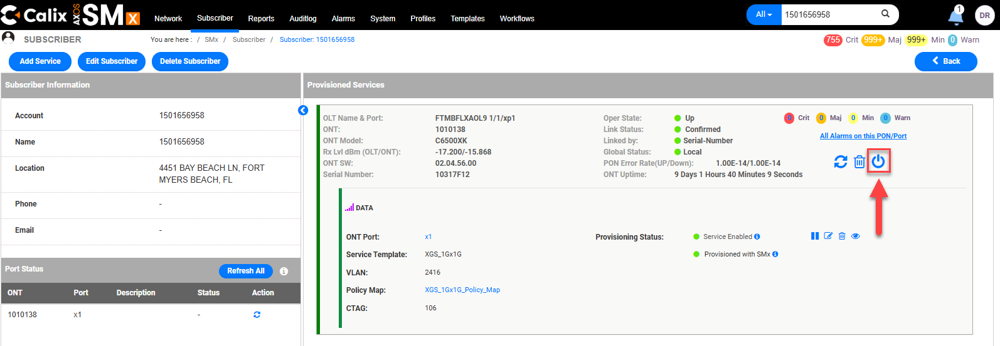 Calix AXOS SMx
Network Subscriber Reports Auditlog Alarms System Profiles Templates Workflows
All 1501656958
1
DR
SUBSCRIBER
You are here : / SMx / Subscriber / Subscriber: 1501656958
755 Crit 999+ Maj 999+ Min 0 Warn
Add Service Edit Subscriber Delete Subscriber
Back
Subscriber Information
Account 1501656958
Name 1501656958
Location 4451 BAY BEACH LN, FORT
MYERS BEACH, FL
Phone -
Email -
Port Status Refresh All
ONT Port Description Status Action
1010138 x1 -
Provisioned Services
OLT Name & Port: FTMBFLXAOL9 1/1/xp1
ONT: 1010138
ONT Model: C6500XK
Rx Lvl dBm (OLT/ONT): -17.200/-15.868
ONT SW: 02.04.56.00
Serial Number: 10317F12
Oper State: Up
Link Status: Confirmed
Linked by: Serial-Number
Global Status: Local
PON Error Rate(UP/Down): 1.00E-14/1.00E-14
ONT Uptime: 9 Days 1 Hours 40 Minutes 9 Seconds
0 Crit 0 Maj 0 Min 0 Warn
All Alarms on this PON/Port
DATA
ONT Port: x1
Service Template: XGS_1Gx1G
VLAN: 2416
Policy Map: XGS_1Gx1G_Policy_Map
CTAG: 106
Provisioning Status: Service Enabled
Provisioned with SMx